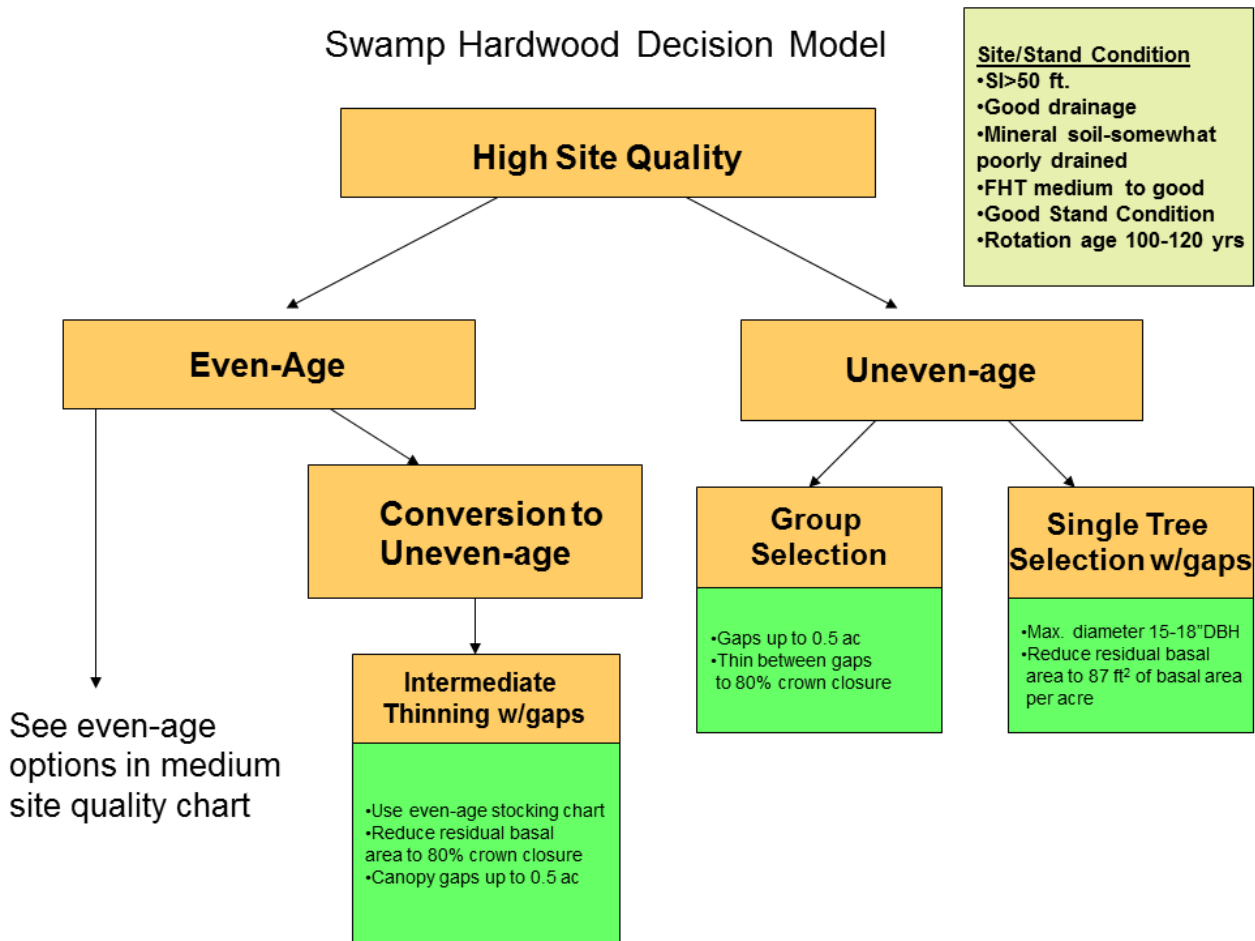 Swamp Hardwood Decision Model
Site/Stand Condition
•SI>50 ft.
•Good drainage
•Mineral soil-somewhat
poorly drained
•FHT medium to good
•Good Stand Condition
•Rotation age 100-120 yrs
High Site Quality
Even-Age
Uneven-age
Conversion to
Uneven-age
Group
Selection
•Gaps up to 0.5 ac
•Thin between gaps
to 80% crown closure
Single Tree
Selection w/gaps
•Max. diameter 15-18"DBH
•Reduce residual basal
area to 87 ft² of basal area
per acre
See even-age
options in medium
site quality chart
Intermediate
Thinning w/gaps
•Use even-age stocking chart
•Reduce residual basal
area to 80% crown closure
•Canopy gaps up to 0.5 ac